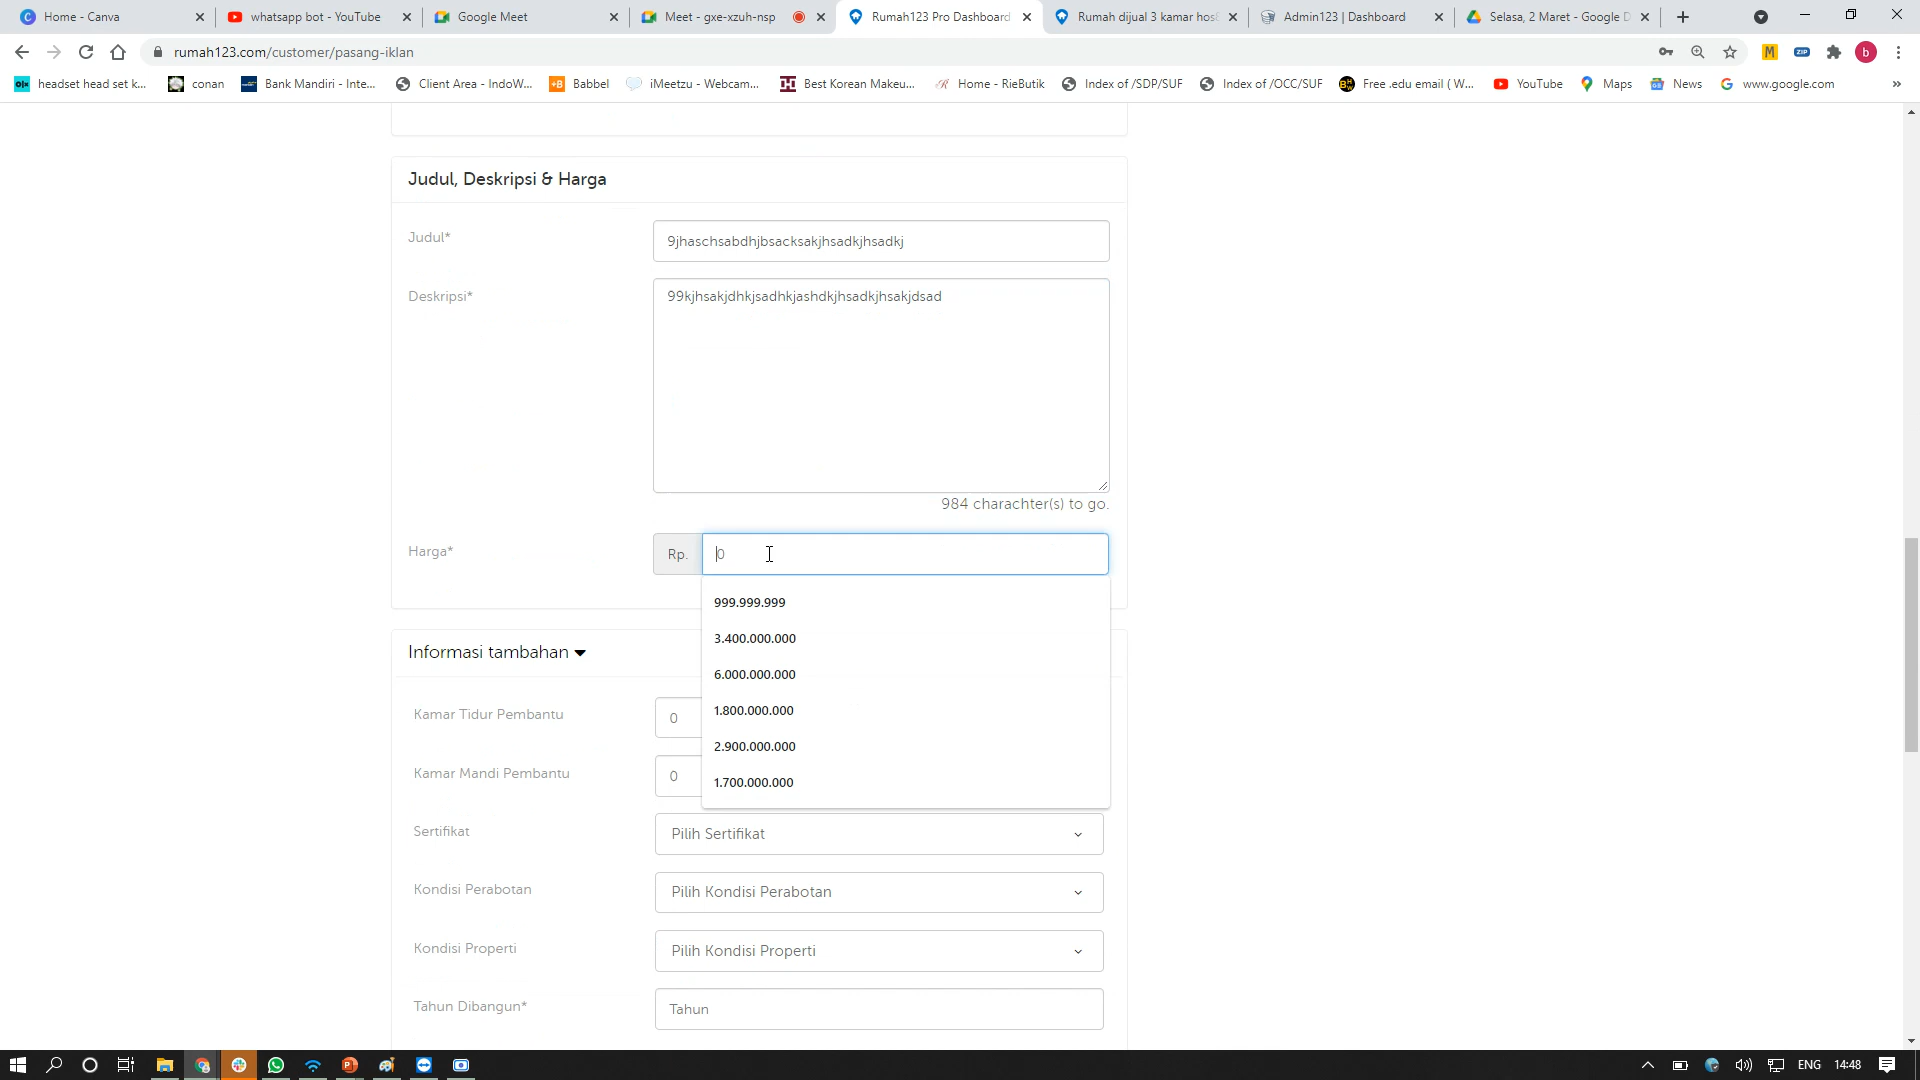 Home - Canva
whatsapp bot - YouTube
Google Meet
Meet - gxe-xzuh-nsp
Rumah123 Pro Dashboard
Rumah dijual 3 kamar hos
Admin123 | Dashboard
Selasa, 2 Maret - Google D
rumah123.com/customer/pasang-iklan
M
ZIP
b
headset head set k...
conan
Bank Mandiri - Inte...
Client Area - IndoW...
+B Babbel
iMeetzu - Webcam...
Best Korean Makeu...
Home - RieButik
Index of /SDP/SUF
Index of /OCC/SUF
Free .edu email ( W...
YouTube
Maps
News
www.google.com
»
Judul, Deskripsi & Harga
Judul*
9jhaschsabdhjbsacksakjhsadkjhsadkj
Deskripsi*
99kjhsakjdhkjsadhkjashdkjhsadkjhsakjdsad
984 charachter(s) to go.
Harga*
Rp.
0
999.999.999
3.400.000.000
6.000.000.000
1.800.000.000
2.900.000.000
1.700.000.000
Informasi tambahan
Kamar Tidur Pembantu
0
Kamar Mandi Pembantu
0
Sertifikat
Pilih Sertifikat
Kondisi Perabotan
Pilih Kondisi Perabotan
Kondisi Properti
Pilih Kondisi Properti
Tahun Dibangun*
Tahun
ENG
14:48